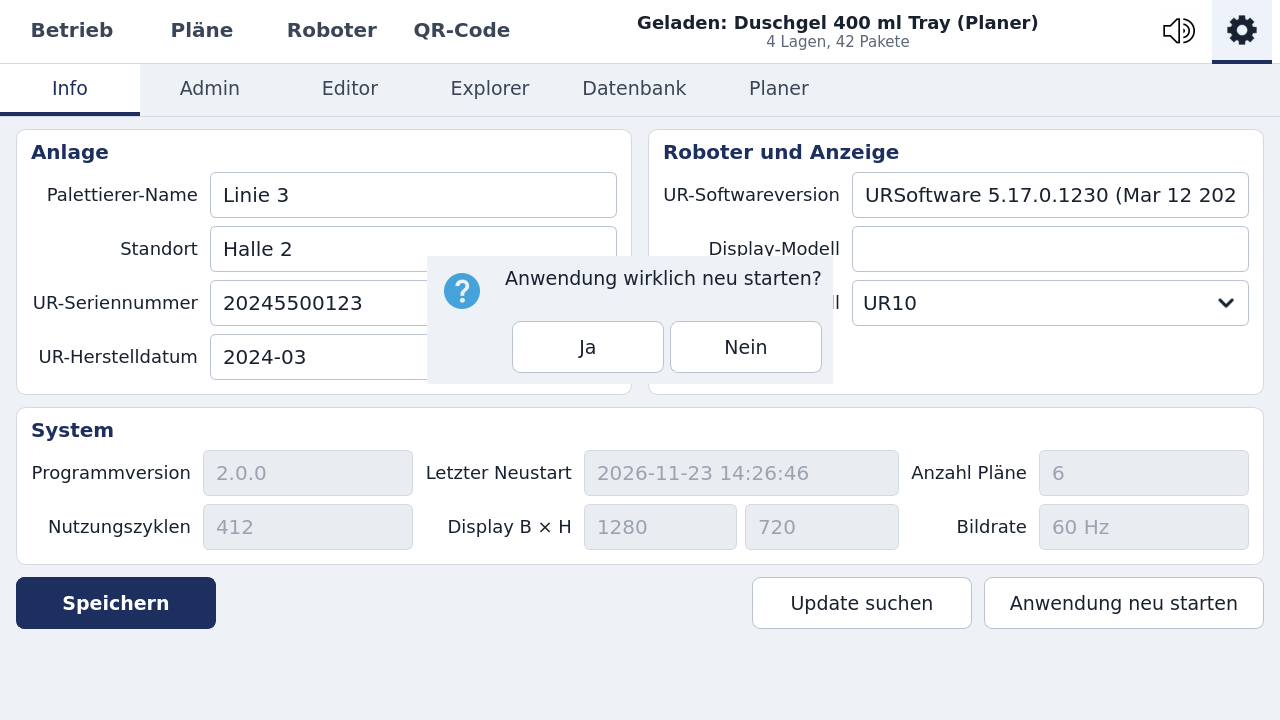 Betrieb Pläne Roboter QR-Code
Geladen: Duschgel 400 ml Tray (Planer)
4 Lagen, 42 Pakete
Info Admin Editor Explorer Datenbank Planer
Anlage
Palettierer-Name Linie 3
Standort Halle 2
UR-Seriennummer 20245500123
UR-Herstelldatum 2024-03
Roboter und Anzeige
UR-Softwareversion URSoftware 5.17.0.1230 (Mar 12 202
Display-Modell
UR10
Anwendung wirklich neu starten?
Ja Nein
System
Programmversion 2.0.0 Letzter Neustart 2026-11-23 14:26:46 Anzahl Pläne 6
Nutzungszyklen 412 Display B × H 1280 720 Bildrate 60 Hz
Speichern Update suchen Anwendung neu starten